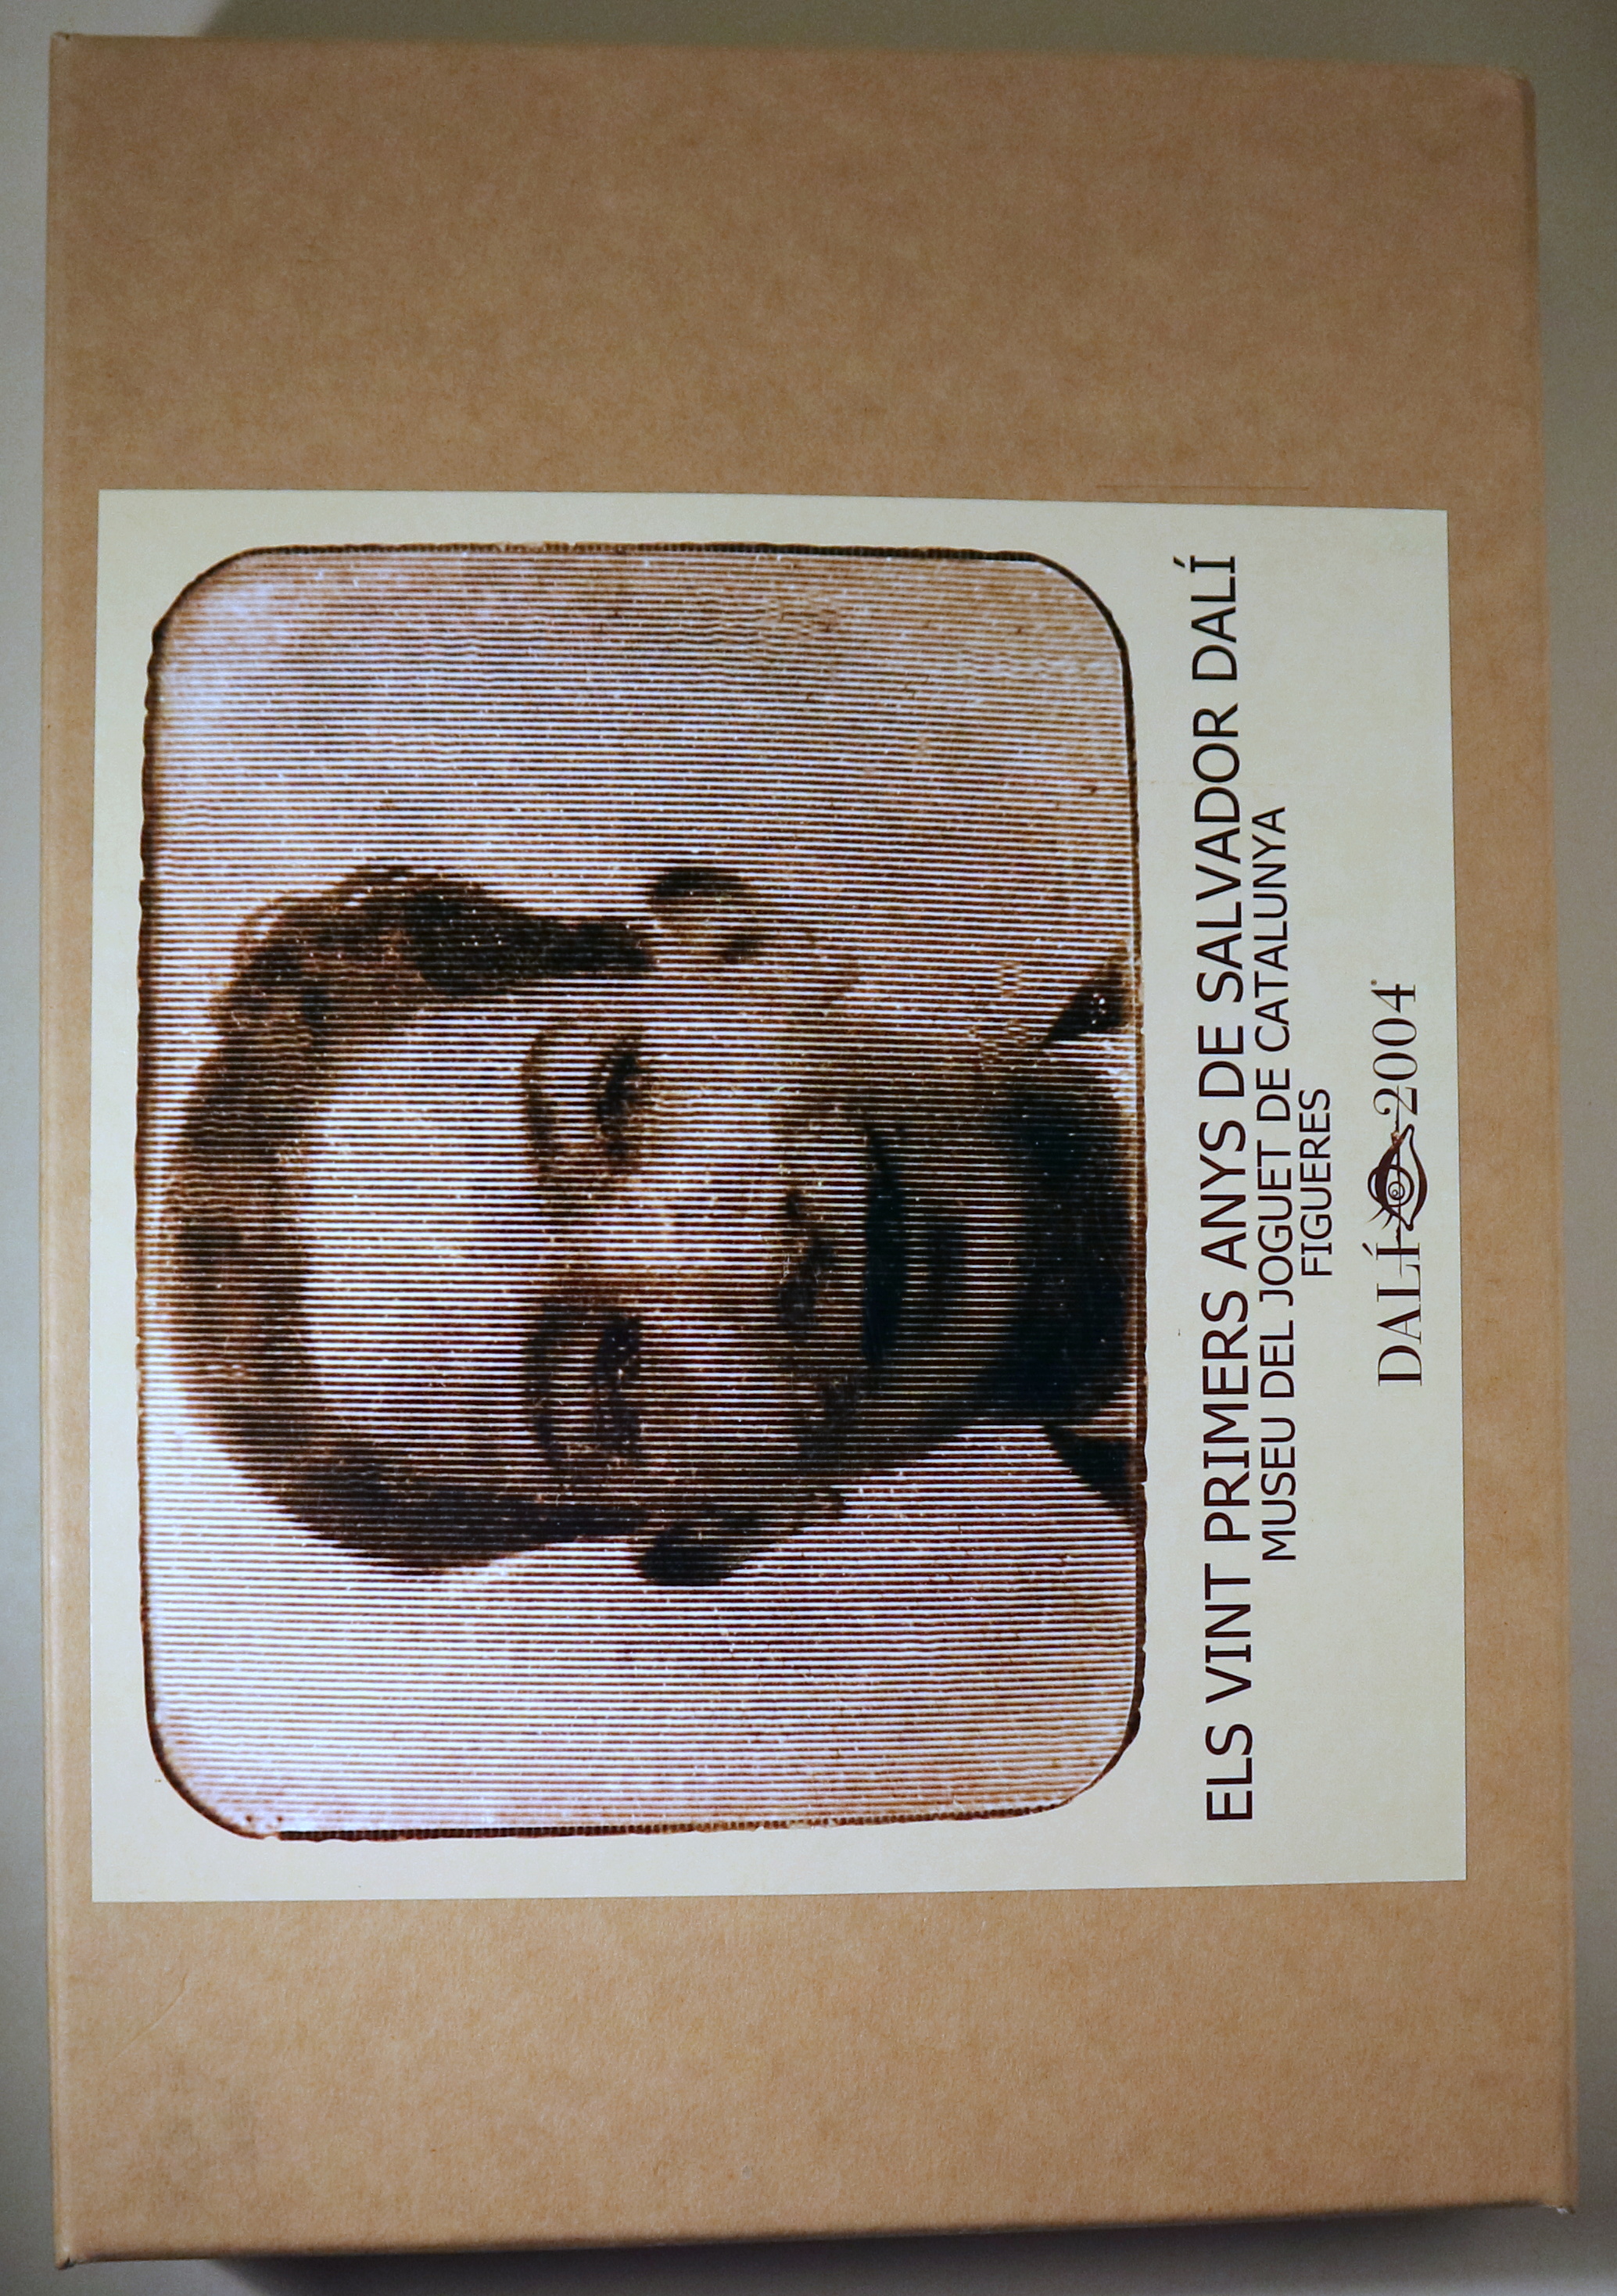 ELS VINT PRIMERS ANYS DE SALVADOR DALÍ
MUSEU DEL JOGUET DE CATALUNYA
FIGUERES
DALÍ 2004